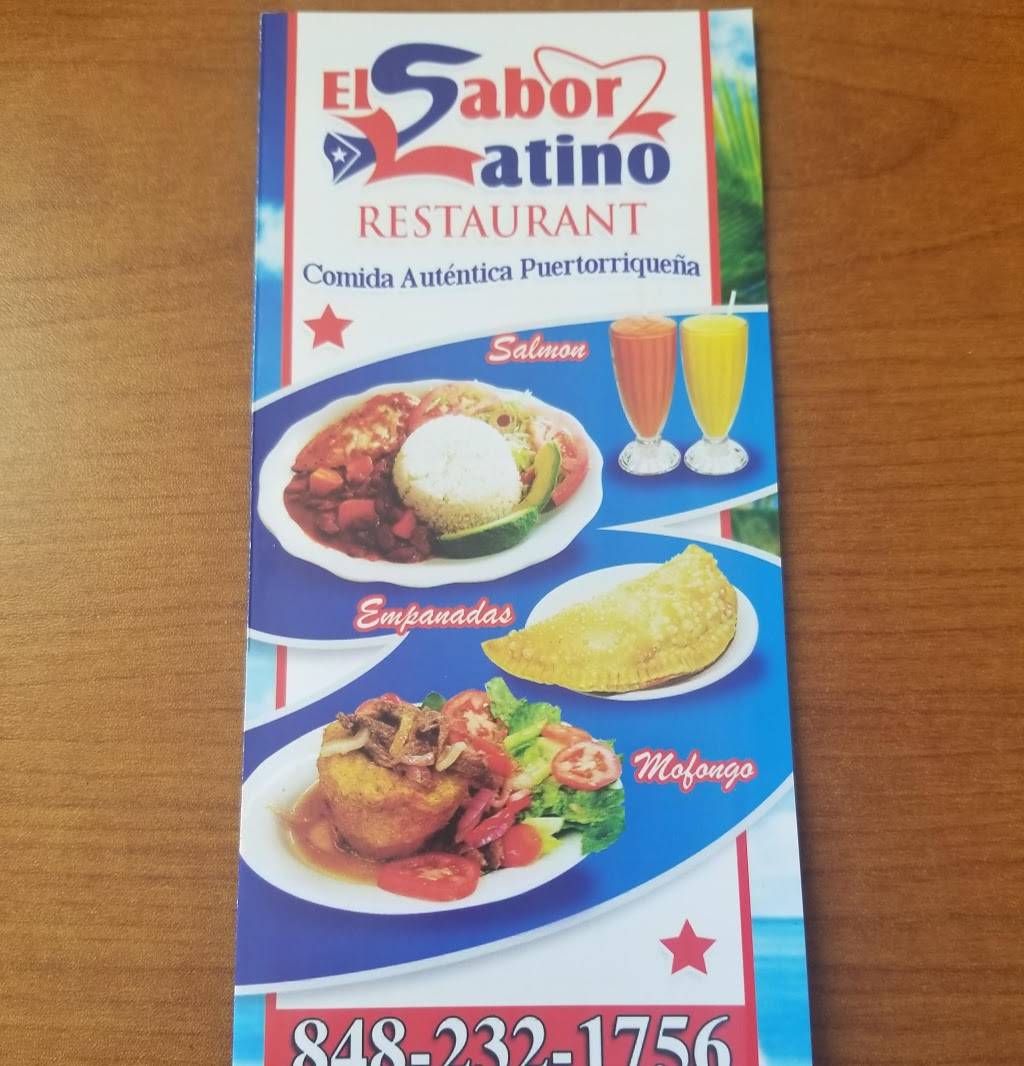 El Sabor
Latino
RESTAURANT
Comida Auténtica Puertorriqueña
Salmon
Empanadas
Mofongo
848-232-1756